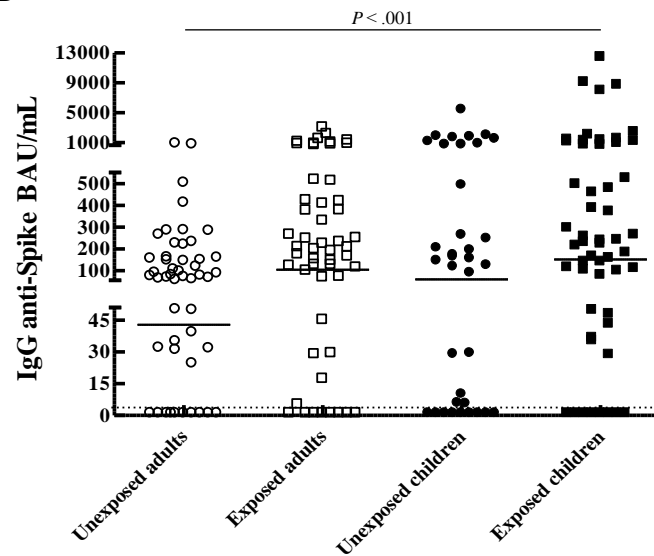 P < .001
IgG anti-Spike BAU/mL
13000
9000
5000
1000
500
400
300
200
100
45
30
15
0
Unexposed adults
Exposed adults
Unexposed children
Exposed children